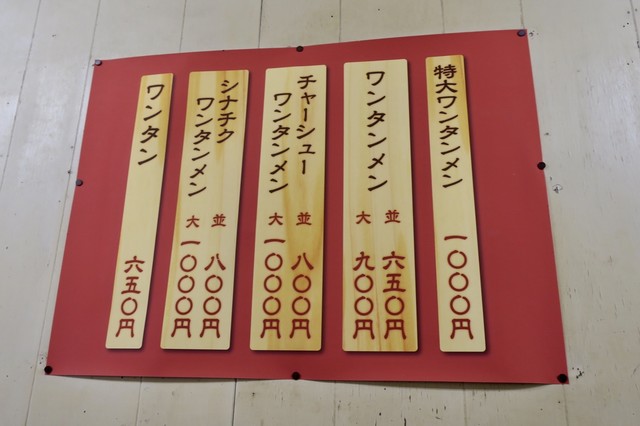 特大ワンタンメン
一〇〇〇円
ワンタンメン
並 六五〇円
大 九〇〇円
チャーシュー
ワンタンメン
並 八〇〇円
大 一〇〇〇円
シナチク
ワンタンメン
並 八〇〇円
大 一〇〇〇円
ワンタン
六五〇円